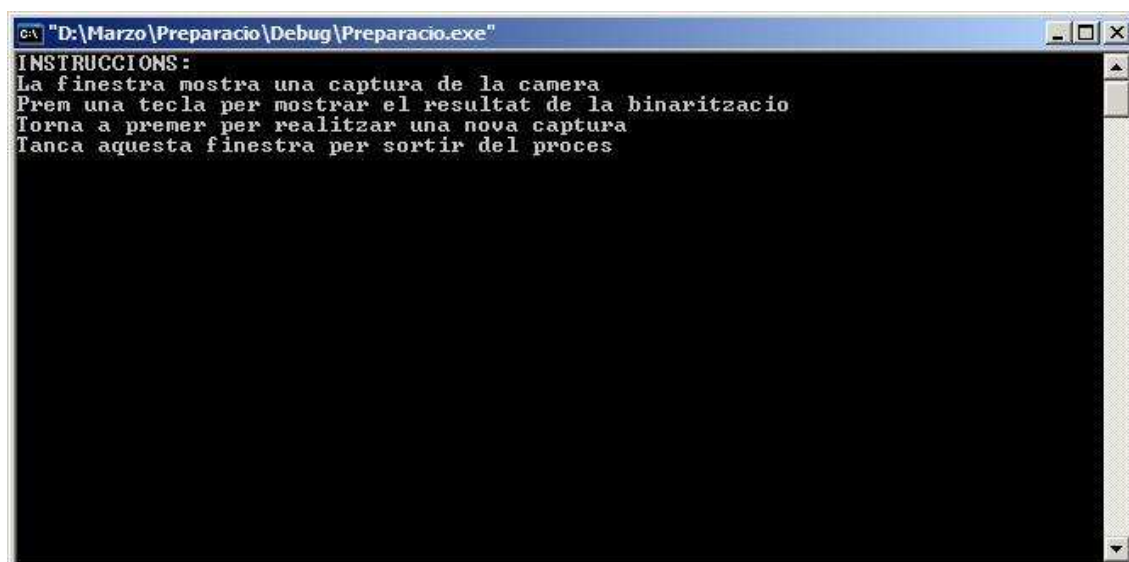 "D:\Marzo\Preparacio\Debug\Preparacio.exe"
INSTRUCCIONS:
La finestra mostra una captura de la camera
Prem una tecla per mostrar el resultat de la binaritzacio
Torna a premer per realitzar una nova captura
Tanca aquesta finestra per sortir del proces